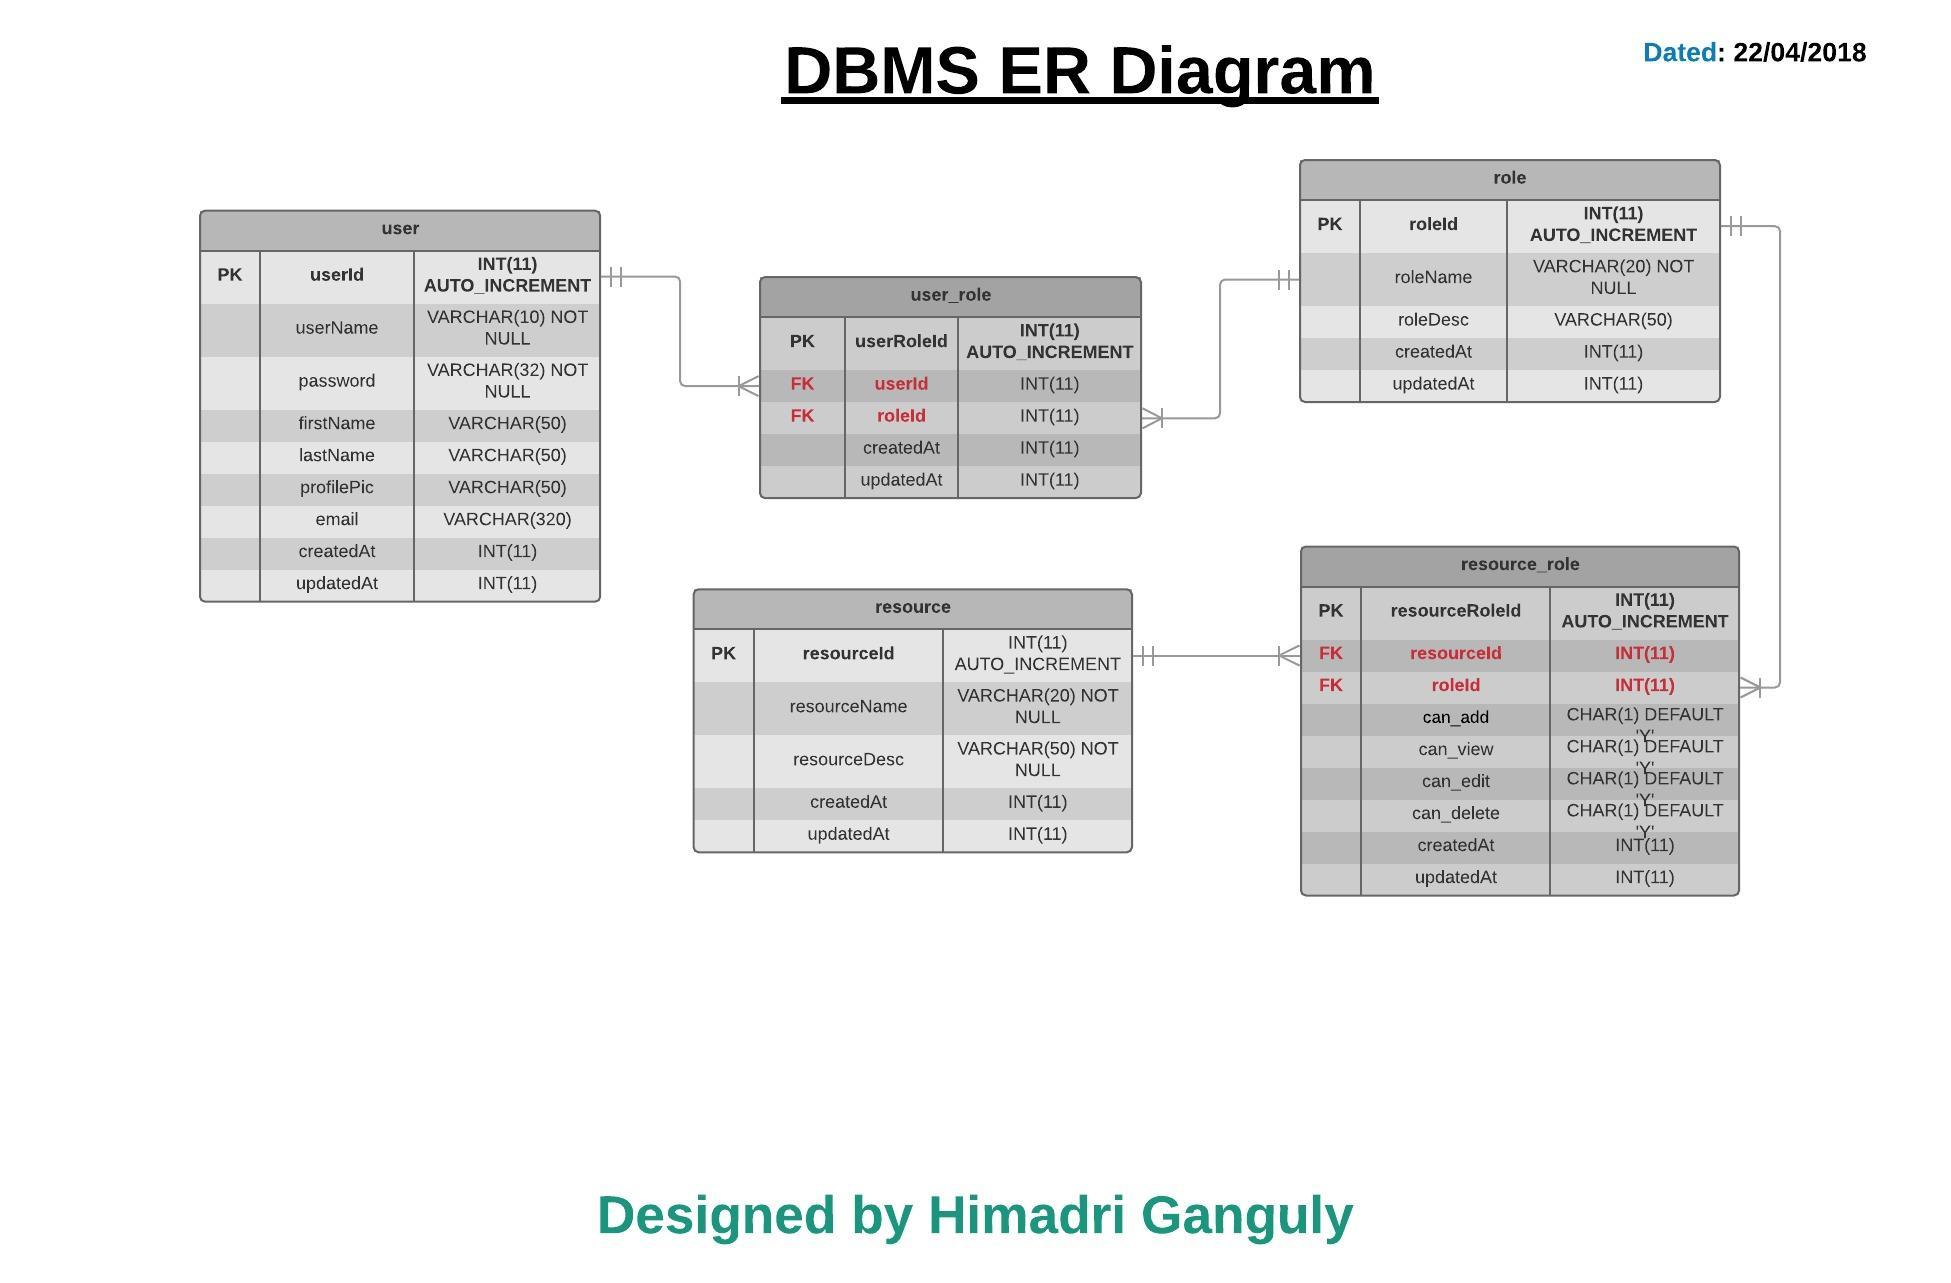 DBMS ER Diagram
Dated: 22/04/2018
user
PK userId INT(11)
AUTO_INCREMENT
userName VARCHAR(10) NOT
NULL
password VARCHAR(32) NOT
NULL
firstName VARCHAR(50)
lastName VARCHAR(50)
profilePic VARCHAR(50)
email VARCHAR(320)
createdAt INT(11)
updatedAt INT(11)
user_role
PK userRoleId INT(11)
AUTO_INCREMENT
FK userId INT(11)
FK roleId INT(11)
createdAt INT(11)
updatedAt INT(11)
role
PK roleId INT(11)
AUTO_INCREMENT
roleName VARCHAR(20) NOT
NULL
roleDesc VARCHAR(50)
createdAt INT(11)
updatedAt INT(11)
resource
PK resourceId INT(11)
AUTO_INCREMENT
resourceName VARCHAR(20) NOT
NULL
resourceDesc VARCHAR(50) NOT
NULL
createdAt INT(11)
updatedAt INT(11)
resource_role
PK resourceRoleId INT(11)
AUTO_INCREMENT
FK resourceId INT(11)
FK roleId INT(11)
can_add CHAR(1) DEFAULT
'Y'
can_view CHAR(1) DEFAULT
'Y'
can_edit CHAR(1) DEFAULT
'Y'
can_delete CHAR(1) DEFAULT
'Y'
createdAt INT(11)
updatedAt INT(11)
Designed by Himadri Ganguly